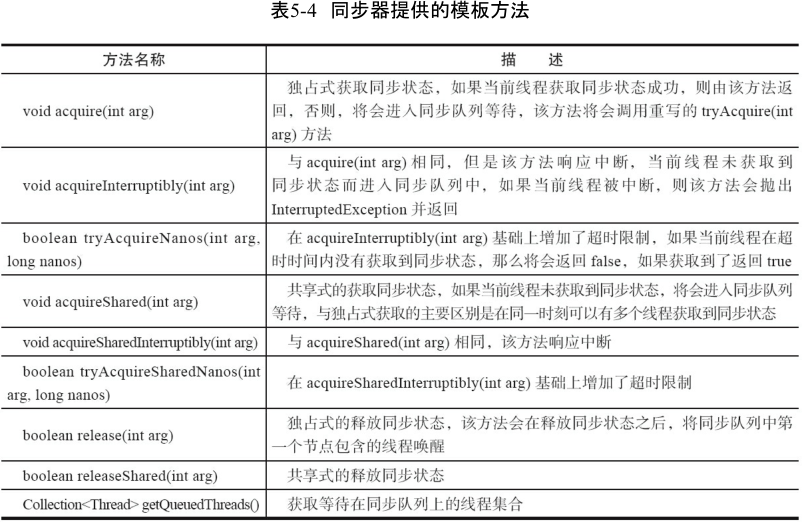 表5-4 同步器提供的模板方法
方法名称
描 述
void acquire(int arg)
独占式获取同步状态，如果当前线程获取同步状态成功，则由该方法返
回，否则，将会进入同步队列等待，该方法将会调用重写的 tryAcquire(int
arg) 方法
void acquireInterruptibly(int arg)
与 acquire(int arg) 相同，但是该方法响应中断，当前线程未获取到
同步状态而进入同步队列中，如果当前线程被中断，则该方法会抛出
InterruptedException 并返回
boolean tryAcquireNanos(int arg,
long nanos)
在 acquireInterruptibly(int arg) 基础上增加了超时限制，如果当前线程在超
时时间内没有获取到同步状态，那么将会返回 false，如果获取到了返回 true
void acquireShared(int arg)
共享式的获取同步状态，如果当前线程未获取到同步状态，将会进入同步队列
等待，与独占式获取的主要区别是在同一时刻可以有多个线程获取到同步状态
void acquireSharedInterruptibly(int arg)
与 acquireShared(int arg) 相同，该方法响应中断
boolean tryAcquireSharedNanos(int
arg, long nanos)
在 acquireSharedInterruptibly(int arg) 基础上增加了超时限制
boolean release(int arg)
独占式的释放同步状态，该方法会在释放同步状态之后，将同步队列中第
一个节点包含的线程唤醒
boolean releaseShared(int arg)
共享式的释放同步状态
Collection<Thread> getQueuedThreads()
获取等待在同步队列上的线程集合